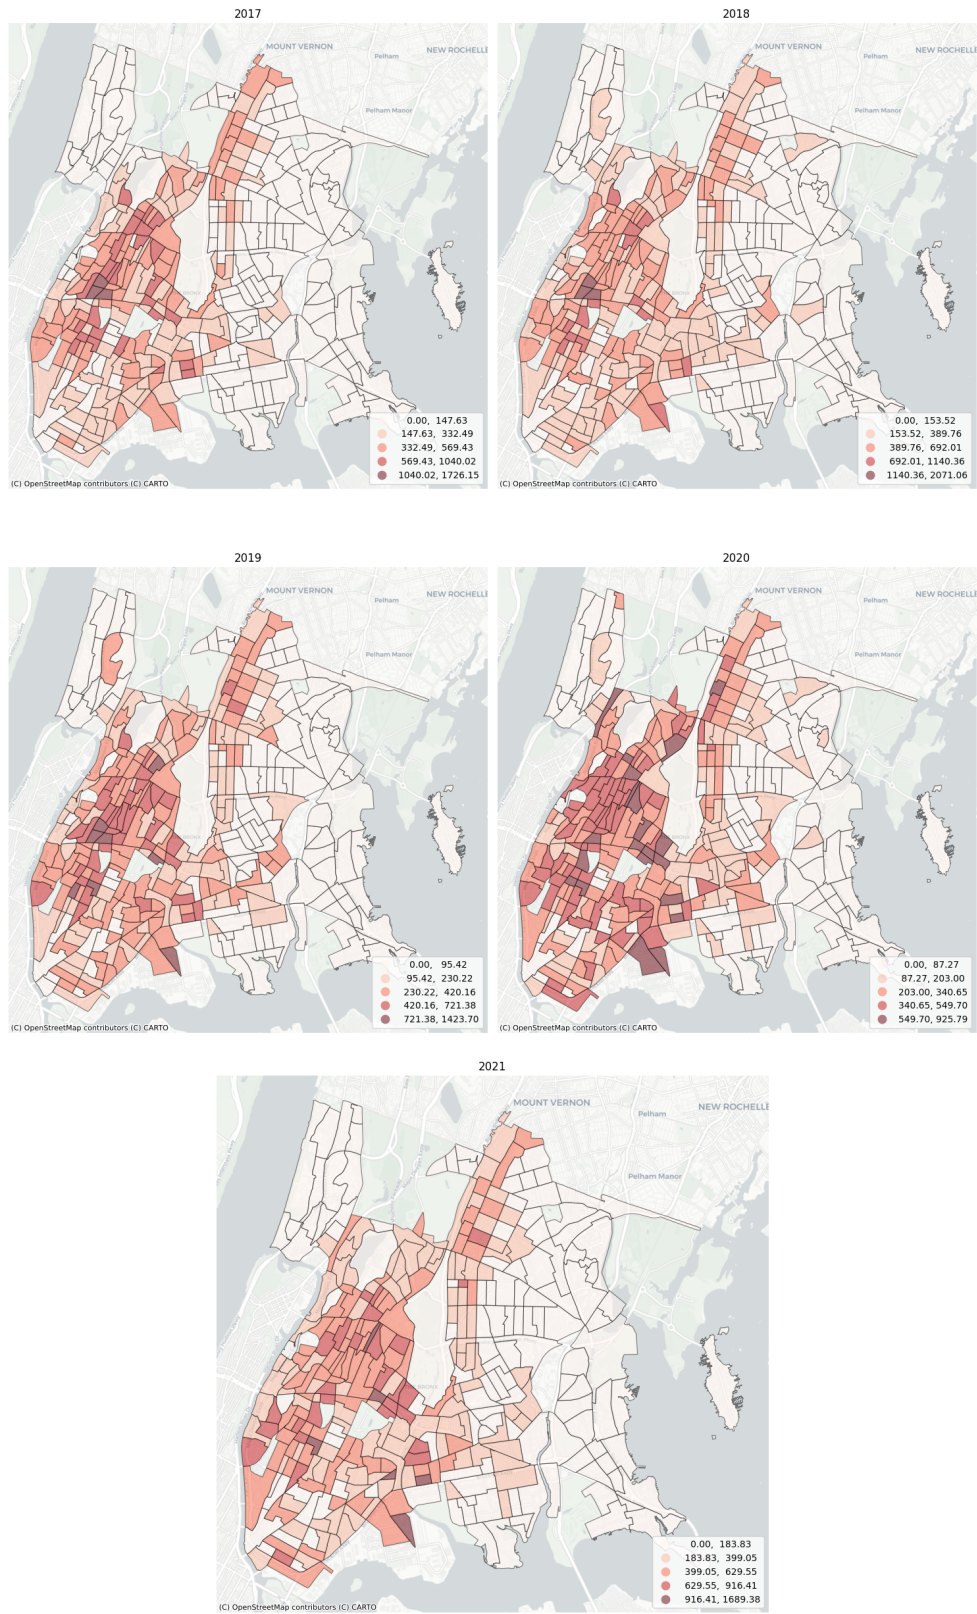 2017
2018
MOUNT VERNON
Pelham
NEW ROCHELLE
Pelham Manor
0.00, 147.63
147.63, 332.49
332.49, 569.43
569.43, 1040.02
1040.02, 1726.15
(C) OpenStreetMap contributors (C) CARTO
MOUNT VERNON
Pelham
NEW ROCHELLE
Pelham Manor
0.00, 153.52
153.52, 389.76
389.76, 692.01
692.01, 1140.36
1140.36, 2071.06
(C) OpenStreetMap contributors (C) CARTO
2019
2020
MOUNT VERNON
Pelham
NEW ROCHELLE
Pelham Manor
0.00, 95.42
95.42, 230.22
230.22, 420.16
420.16, 721.38
721.38, 1423.70
(C) OpenStreetMap contributors (C) CARTO
MOUNT VERNON
Pelham
NEW ROCHELLE
Pelham Manor
0.00, 87.27
87.27, 203.00
203.00, 340.65
340.65, 549.70
549.70, 925.79
(C) OpenStreetMap contributors (C) CARTO
2021
MOUNT VERNON
Pelham
NEW ROCHELLE
Pelham Manor
0.00, 183.83
183.83, 399.05
399.05, 629.55
629.55, 916.41
916.41, 1689.38
(C) OpenStreetMap contributors (C) CARTO